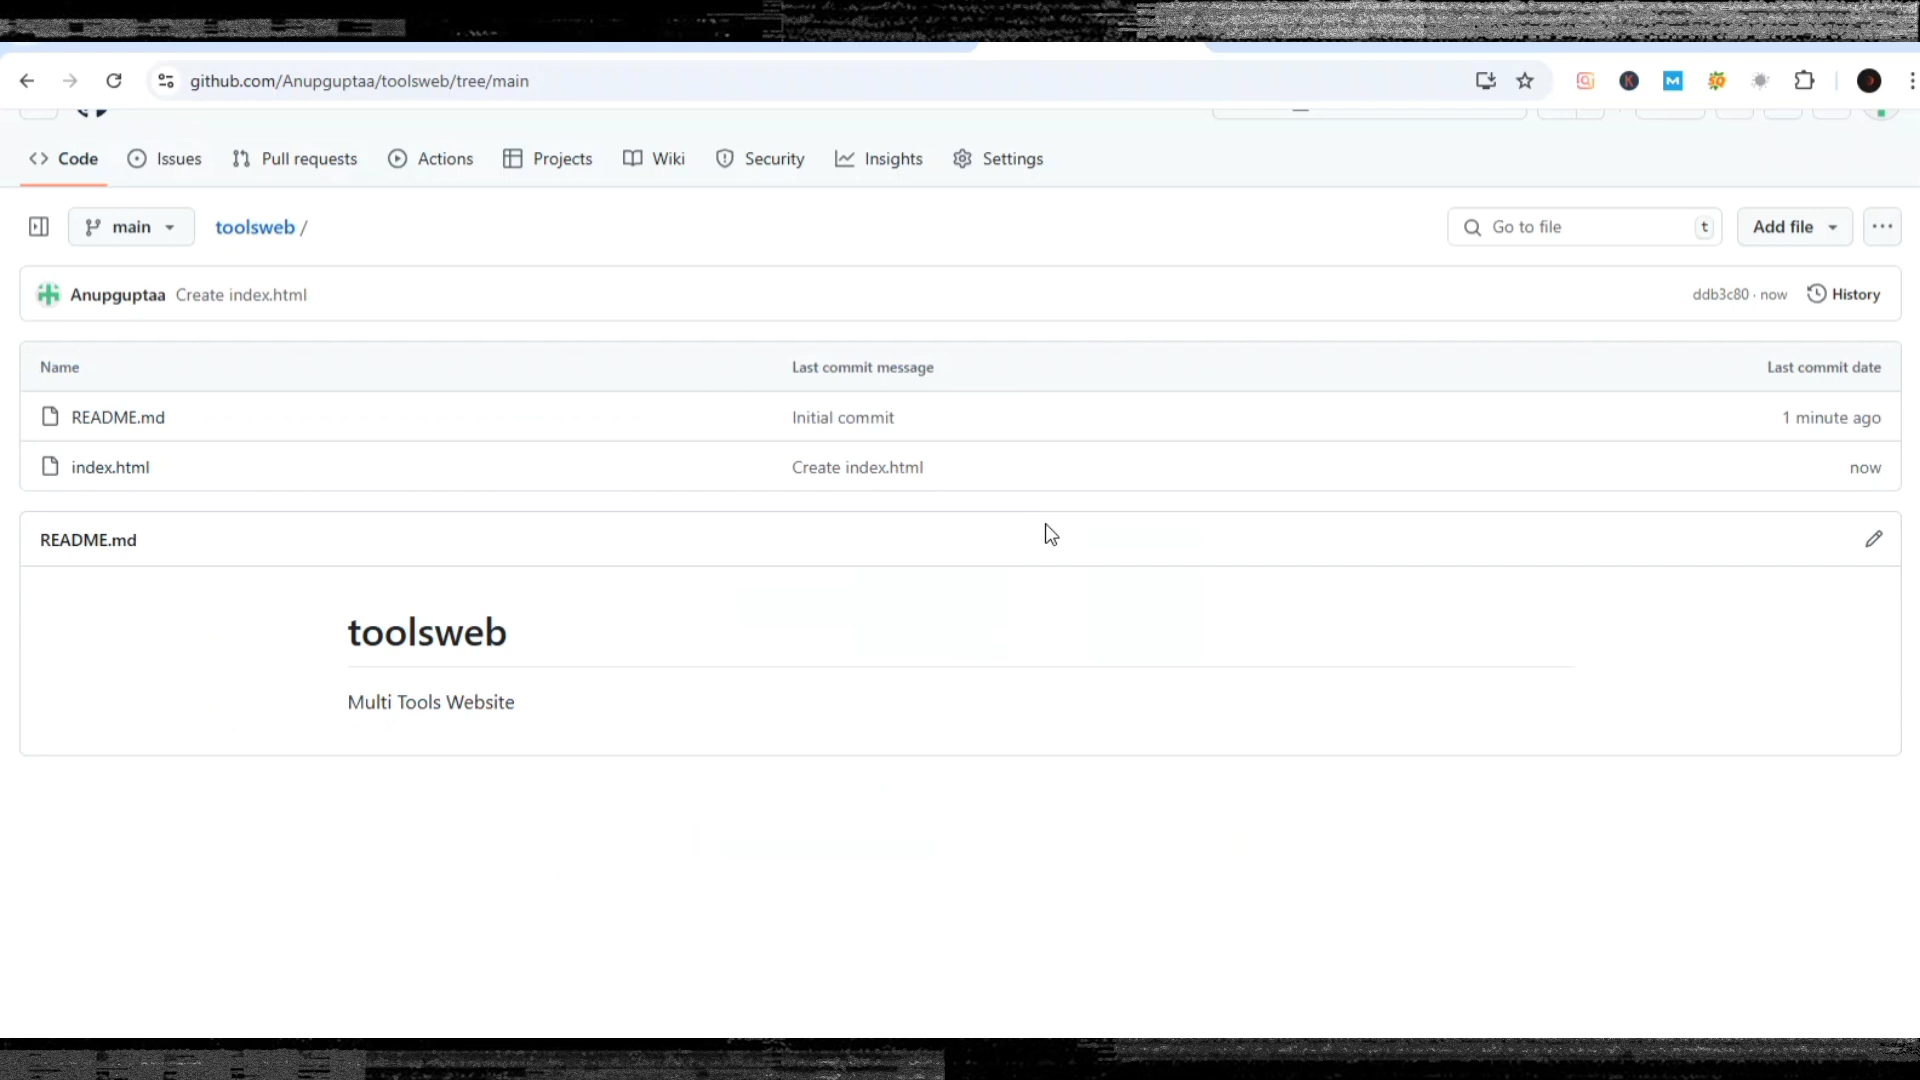 github.com/Anupguptaa/toolsweb/tree/main
Code Issues Pull requests Actions Projects Wiki Security Insights Settings
main toolsweb / Go to file t Add file
Anupguptaa Create index.html ddb3c80 · now History
Name Last commit message Last commit date
README.md Initial commit 1 minute ago
index.html Create index.html now
README.md
toolsweb
Multi Tools Website